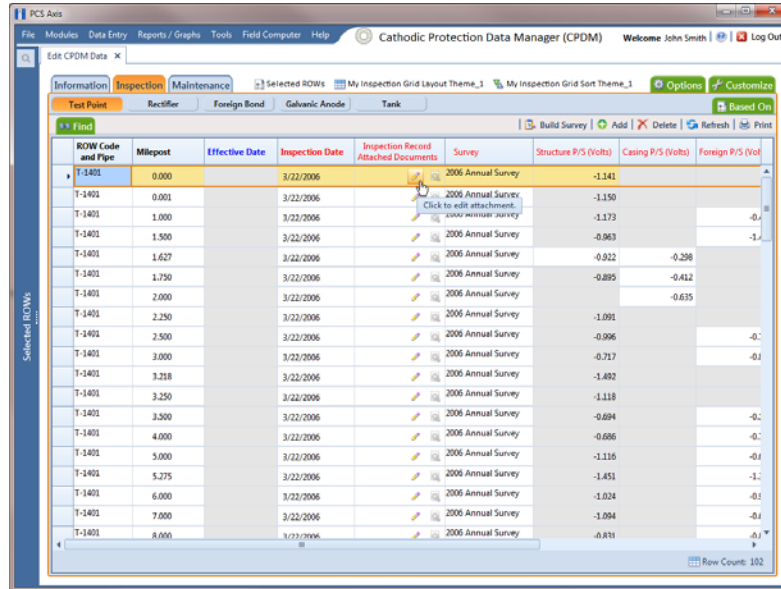 PCS Axis
File Modules Data Entry Reports / Graphs Tools Field Computer Help Cathodic Protection Data Manager (CPDM) Welcome John Smith Log Out
Edit CPDM Data
Information Inspection Maintenance Selected ROWs My Inspection Grid Layout Theme_1 My Inspection Grid Sort Theme_1 Options Customize
Test Point Rectifier Foreign Bond Galvanic Anode Tank Based On
Find Build Survey Add Delete Refresh Print
ROW Code and Pipe Milepost Effective Date Inspection Date Inspection Record Attached Documents Survey Structure P/S (Volts) Casing P/S (Volts) Foreign P/S (Vol
T-1401 0.000 3/22/2006 2006 Annual Survey -1.141
T-1401 0.001 3/22/2006 2006 Annual Survey -1.150
Click to edit attachment.
T-1401 1.000 3/22/2006 2006 Annual Survey -1.173
T-1401 1.500 3/22/2006 2006 Annual Survey -0.963
T-1401 1.627 3/22/2006 2006 Annual Survey -0.922 -0.298
T-1401 1.750 3/22/2006 2006 Annual Survey -0.895 -0.412
T-1401 2.000 3/22/2006 2006 Annual Survey -0.635
T-1401 2.250 3/22/2006 2006 Annual Survey -1.091
T-1401 2.500 3/22/2006 2006 Annual Survey -0.996
T-1401 3.000 3/22/2006 2006 Annual Survey -0.717
T-1401 3.218 3/22/2006 2006 Annual Survey -1.492
T-1401 3.250 3/22/2006 2006 Annual Survey -1.118
T-1401 3.500 3/22/2006 2006 Annual Survey -0.694
T-1401 4.000 3/22/2006 2006 Annual Survey -0.686
T-1401 5.000 3/22/2006 2006 Annual Survey -1.116
T-1401 5.275 3/22/2006 2006 Annual Survey -1.451
T-1401 6.000 3/22/2006 2006 Annual Survey -1.024
T-1401 7.000 3/22/2006 2006 Annual Survey -1.094
T-1401 8.000 3/22/2006 2006 Annual Survey -0.831
Row Count: 102
Selected ROWs